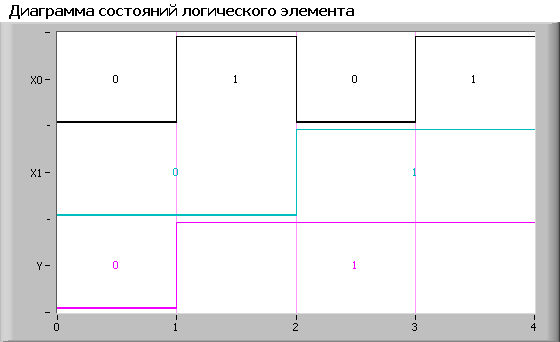 Диаграмма состояний логического элемента
X0 0 1 0 1
X1 0 1
Y 0 1
0 1 2 3 4